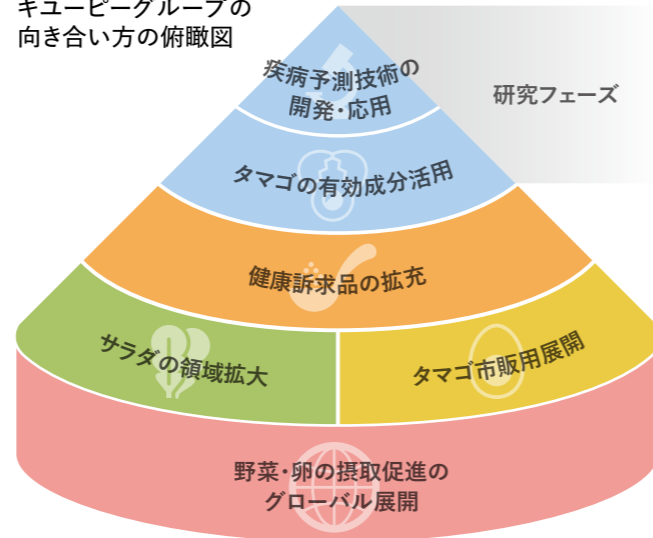 キユーピーグループの
向き合い方の俯瞰図
疾病予測技術の
開発・応用
研究フェーズ
タマゴの有効成分活用
健康訴求品の拡充
サラダの領域拡大
タマゴ市販用展開
野菜・卵の摂取促進の
グローバル展開